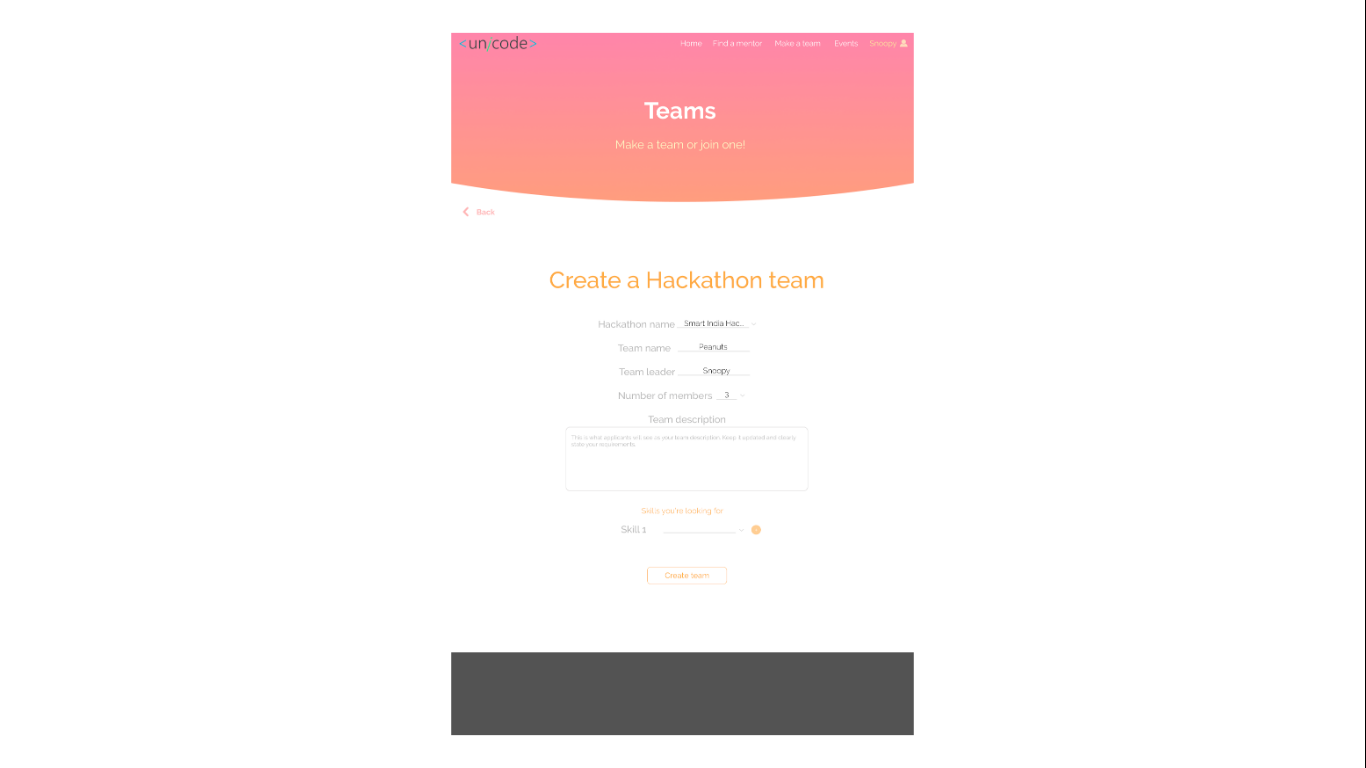 <un.code>
Home Find a mentor Make a team Events Snoopy
Teams
Make a team or join one!
Back
Create a Hackathon team
Hackathon name Smart India Hac...
Team name Peanuts
Team leader Snoopy
Number of members 3
Team description
This is what applicants will see as your team description. Keep it updated and clearly
state your requirements.
Skills you're looking for
Skill 1
Create team